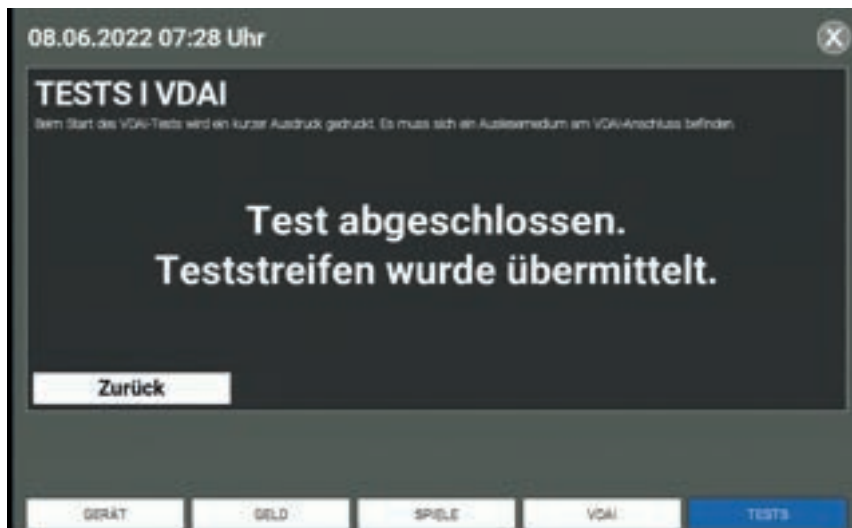 08.06.2022 07:28 Uhr
TESTS I VDAI
Beim Start des VDAI-Tests wird ein kurzer Ausdruck gedruckt. Es muss sich ein Auslesemedium am VDAI-Anschluss befinden.
Test abgeschlossen.
Teststreifen wurde übermittelt.
Zurück
GERÄT GELD SPIELE VDAI TESTS